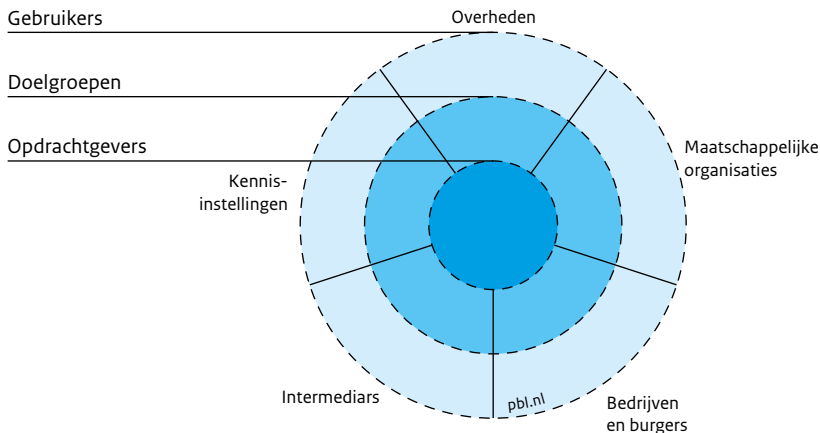 Gebruikers
Overheden
Doelgroepen
Opdrachtgevers
Maatschappelijke
organisaties
Kennis-
instellingen
Intermediars
pbl.nl
Bedrijven
en burgers